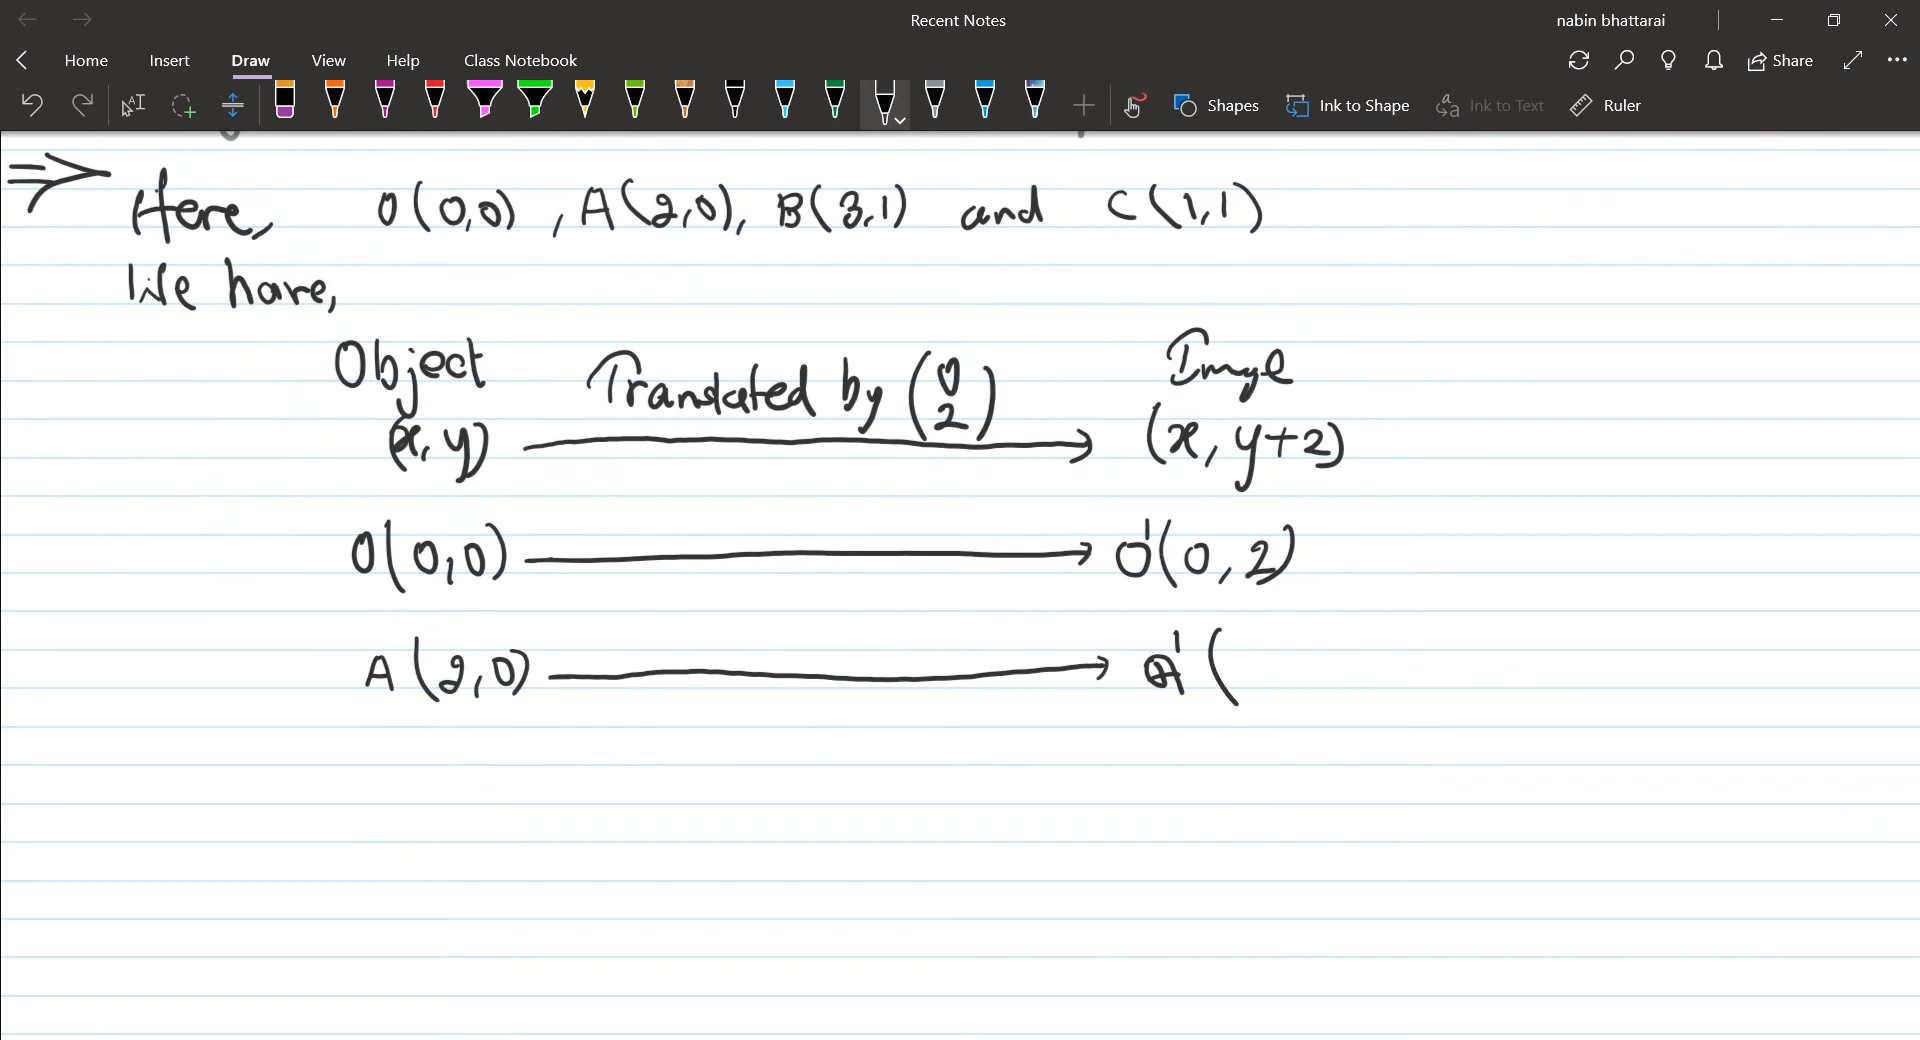 Recent Notes
nabin bhattarai
Home Insert Draw View Help Class Notebook
Share
Shapes Ink to Shape Ink to Text Ruler
⇒ Here, O(0,0), A(2,0), B(3,1) and C(1,1)
We have,
Object Translated by (0 2) Image
(x, y) → (x, y+2)
O(0,0) → O'(0, 2)
A(2,0) → A' (